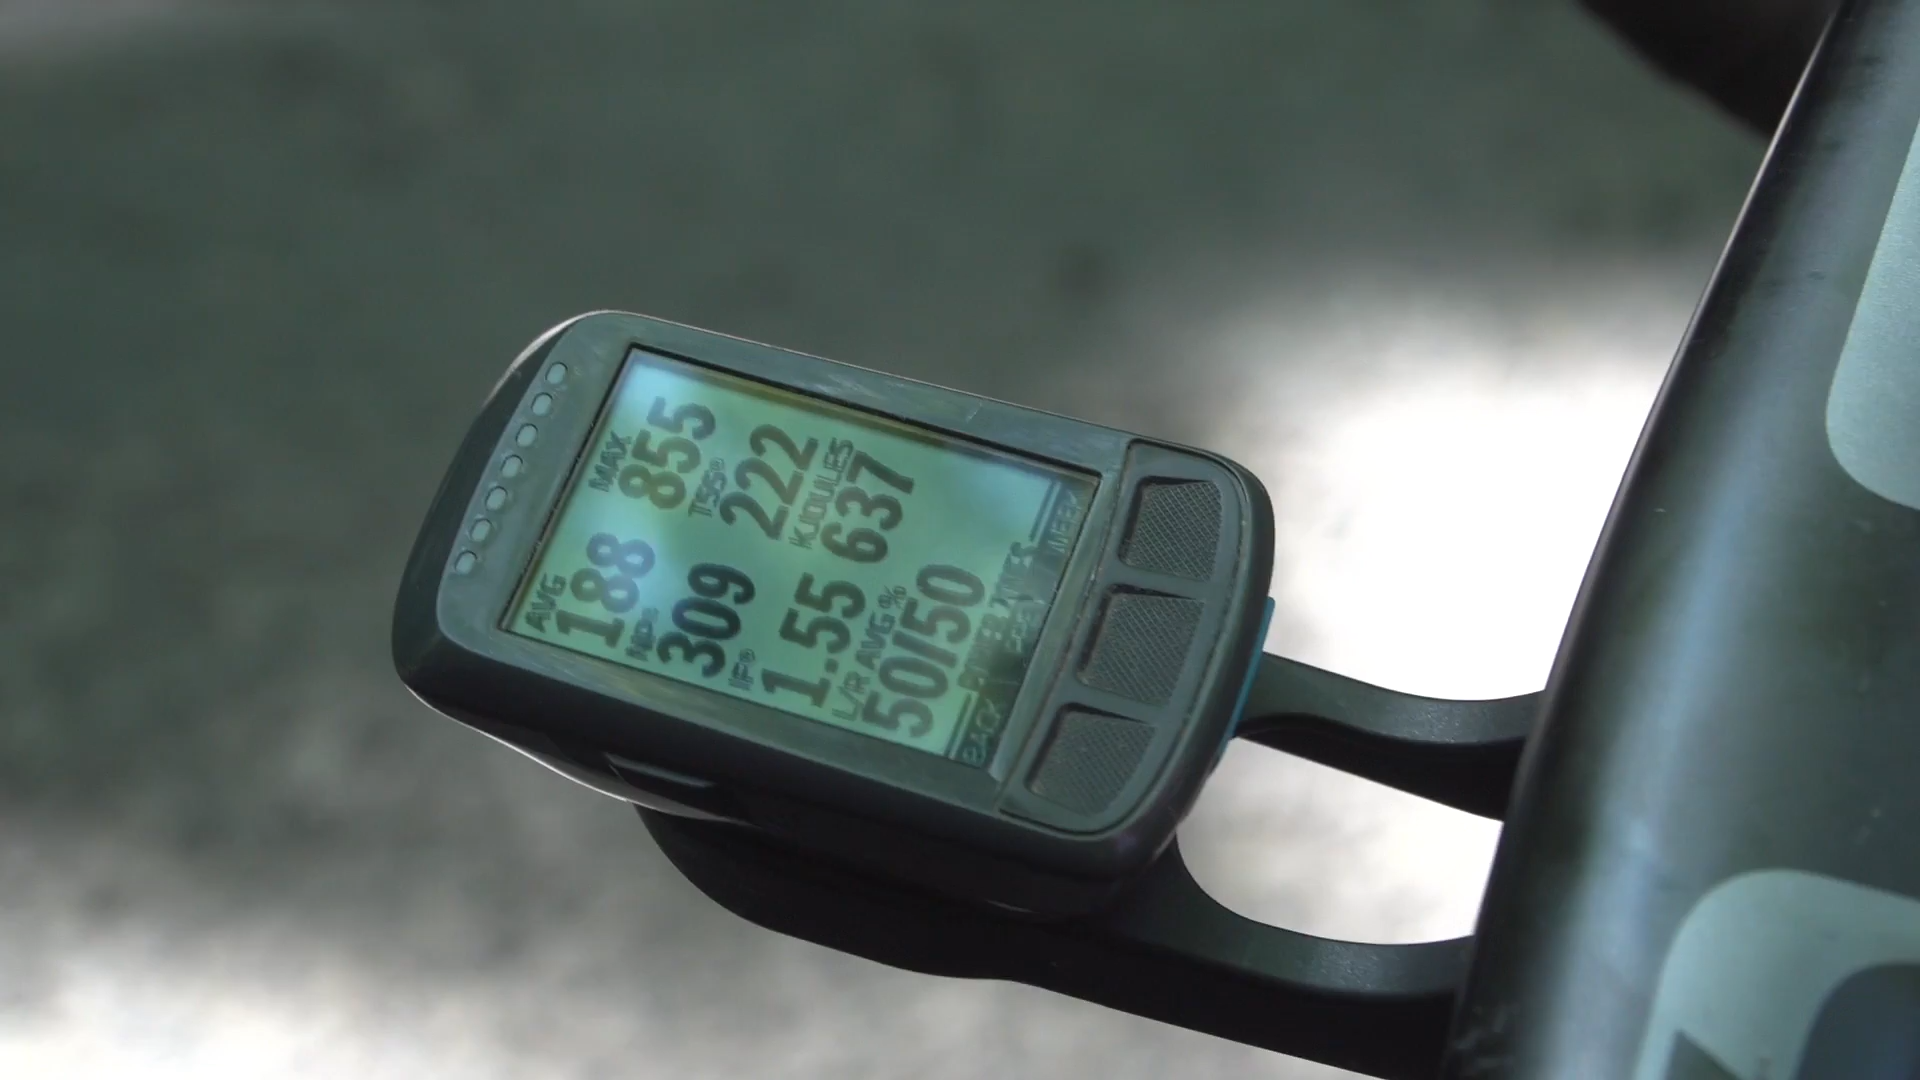 AVG MAX
188 855
NP® TSS®
309 222
IF® KJOULES
1.55 637
L/R AVG%
50/50
BACK